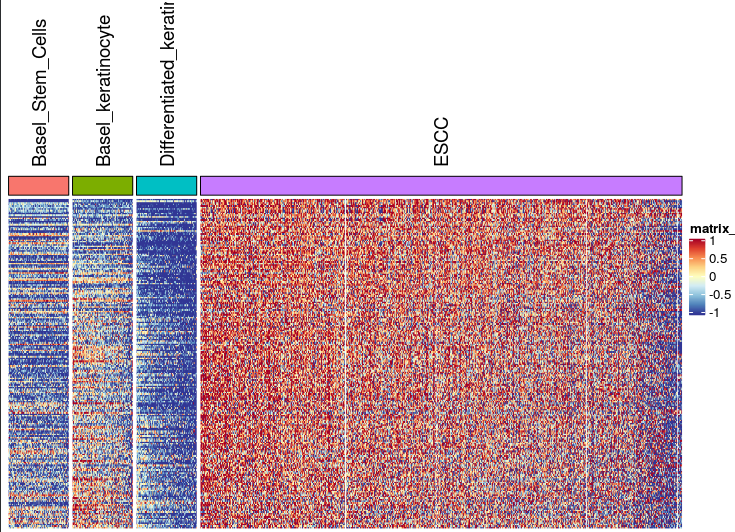 Basel_Stem_Cells
Basel_keratinocyte
Differentiated_kerati
ESCC
matrix_
1
0.5
0
-0.5
-1